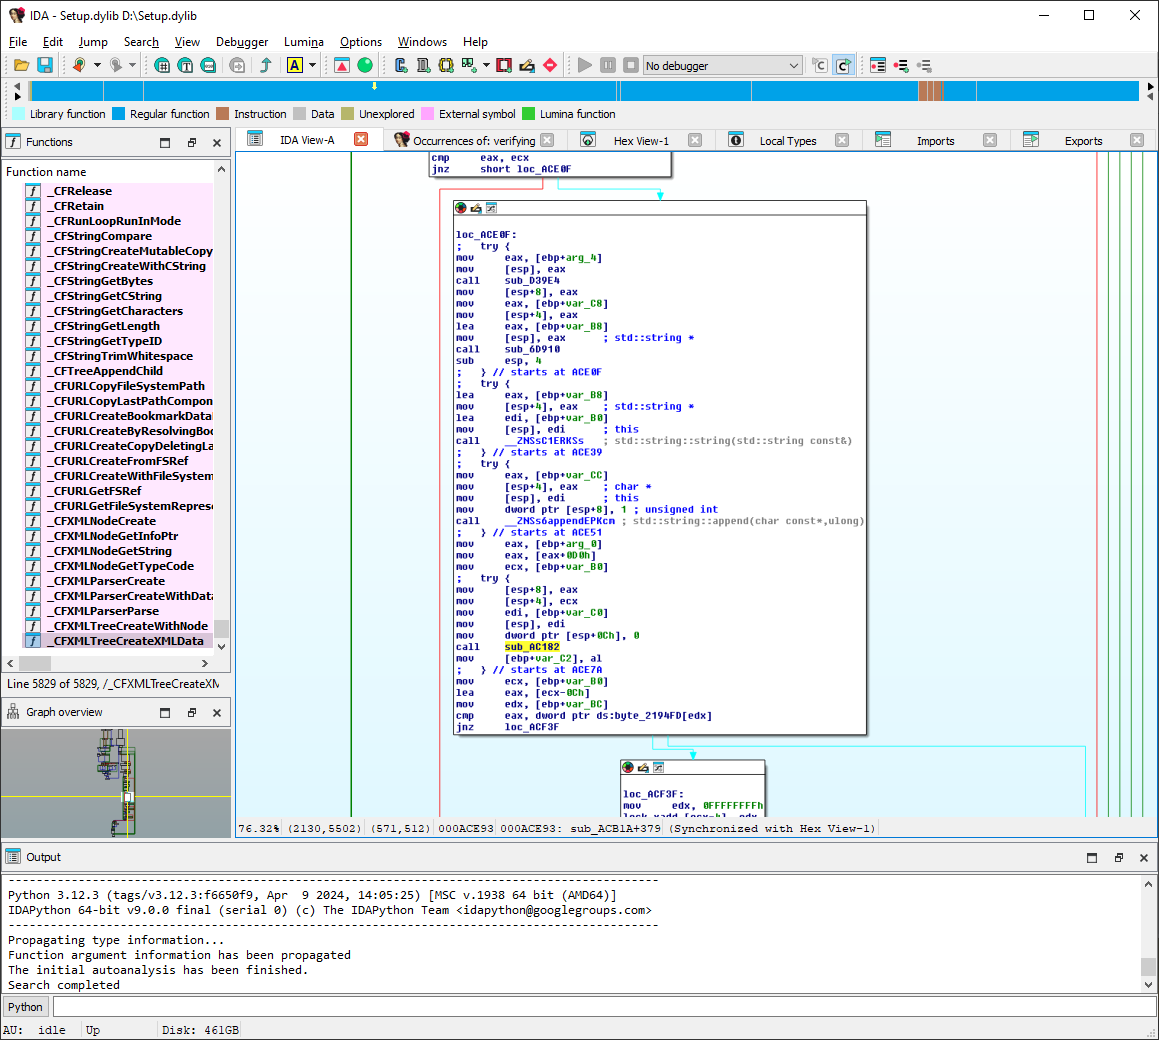 IDA - Setup.dylib D:\Setup.dylib
File Edit Jump Search View Debugger Lumina Options Windows Help
No debugger
Library function Regular function Instruction Data Unexplored External symbol Lumina function
Functions
IDA View-A Occurrences of: verifying Hex View-1 Local Types Imports Exports
Function name
_CFRelease
_CFRetain
_CFRunLoopRunInMode
_CFStringCompare
_CFStringCreateMutableCopy
_CFStringCreateWithCString
_CFStringGetBytes
_CFStringGetCString
_CFStringGetCharacters
_CFStringGetLength
_CFStringGetTypeID
_CFStringTrimWhitespace
_CFTreeAppendChild
_CFURLCopyFileSystemPath
_CFURLCopyLastPathCompon
_CFURLCreateBookmarkData
_CFURLCreateByResolvingBoo
_CFURLCreateCopyDeletingLa
_CFURLCreateFromFSRef
_CFURLCreateWithFileSystem
_CFURLGetFSRef
_CFURLGetFileSystemReprese
_CFXMLNodeCreate
_CFXMLNodeGetInfoPtr
_CFXMLNodeGetString
_CFXMLNodeGetTypeCode
_CFXMLParserCreate
_CFXMLParserCreateWithData
_CFXMLParserParse
_CFXMLTreeCreateWithNode
_CFXMLTreeCreateXMLData
Line 5829 of 5829, /_CFXMLTreeCreateXM
Graph overview
cmp eax, ecx
jnz short loc_ACE0F
loc_ACE0F:
; try {
mov eax, [ebp+arg_4]
mov [esp], eax
call sub_D39E4
mov [esp+8], eax
mov eax, [ebp+var_C8]
mov [esp+4], eax
lea eax, [ebp+var_B8]
mov [esp], eax ; std::string *
call sub_6D910
sub esp, 4
; } // starts at ACE0F
; try {
lea eax, [ebp+var_B8]
mov [esp+4], eax ; std::string *
lea edi, [ebp+var_B0]
mov [esp], edi ; this
call __ZNSsC1ERKSs ; std::string::string(std::string const&)
; } // starts at ACE39
; try {
mov eax, [ebp+var_CC]
mov [esp+4], eax ; char *
mov [esp], edi ; this
mov dword ptr [esp+8], 1 ; unsigned int
call __ZNSs6appendEPKcm ; std::string::append(char const*,ulong)
; } // starts at ACE51
mov eax, [ebp+arg_0]
mov eax, [eax+0D0h]
mov ecx, [ebp+var_B0]
; try {
mov [esp+8], eax
mov [esp+4], ecx
mov edi, [ebp+var_C0]
mov [esp], edi
mov dword ptr [esp+0Ch], 0
call sub_AC182
mov [ebp+var_C2], al
; } // starts at ACE7A
mov ecx, [ebp+var_B0]
lea eax, [ecx-0Ch]
mov edx, [ebp+var_BC]
cmp eax, dword ptr ds:byte_2194FD[edx]
jnz loc_ACF3F
loc_ACF3F:
mov edx, 0FFFFFFFFh
lock xadd [ecx-4], edx
76.32% (2130,5502) (571,512) 000ACE93 000ACE93: sub_ACB1A+379 (Synchronized with Hex View-1)
Output
Python 3.12.3 (tags/v3.12.3:f6650f9, Apr 9 2024, 14:05:25) [MSC v.1938 64 bit (AMD64)]
IDAPython 64-bit v9.0.0 final (serial 0) (c) The IDAPython Team <idapython@googlegroups.com>
Propagating type information...
Function argument information has been propagated
The initial autoanalysis has been finished.
Search completed
Python
AU: idle Up Disk: 461GB